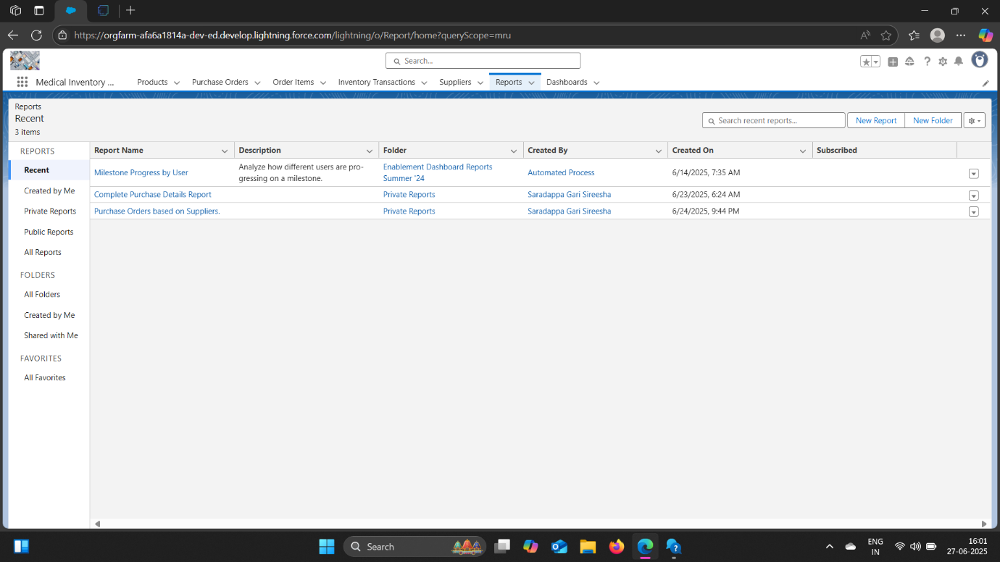 https://orgfarm-afa6a1814a-dev-ed.develop.lightning.force.com/lightning/o/Report/home?queryScope=mru
Search...
Medical Inventory ... Products Purchase Orders Order Items Inventory Transactions Suppliers Reports Dashboards
Reports
Recent
3 items
Search recent reports... New Report New Folder
REPORTS
Recent
Created by Me
Private Reports
Public Reports
All Reports
FOLDERS
All Folders
Created by Me
Shared with Me
FAVORITES
All Favorites
Report Name Description Folder Created By Created On Subscribed
Milestone Progress by User Analyze how different users are pro- Enablement Dashboard Reports Automated Process 6/14/2025, 7:35 AM
gressing on a milestone. Summer '24
Complete Purchase Details Report Private Reports Saradappa Gari Sireesha 6/23/2025, 6:24 AM
Purchase Orders based on Suppliers. Private Reports Saradappa Gari Sireesha 6/24/2025, 9:44 PM
Search
ENG
IN
16:01
27-06-2025